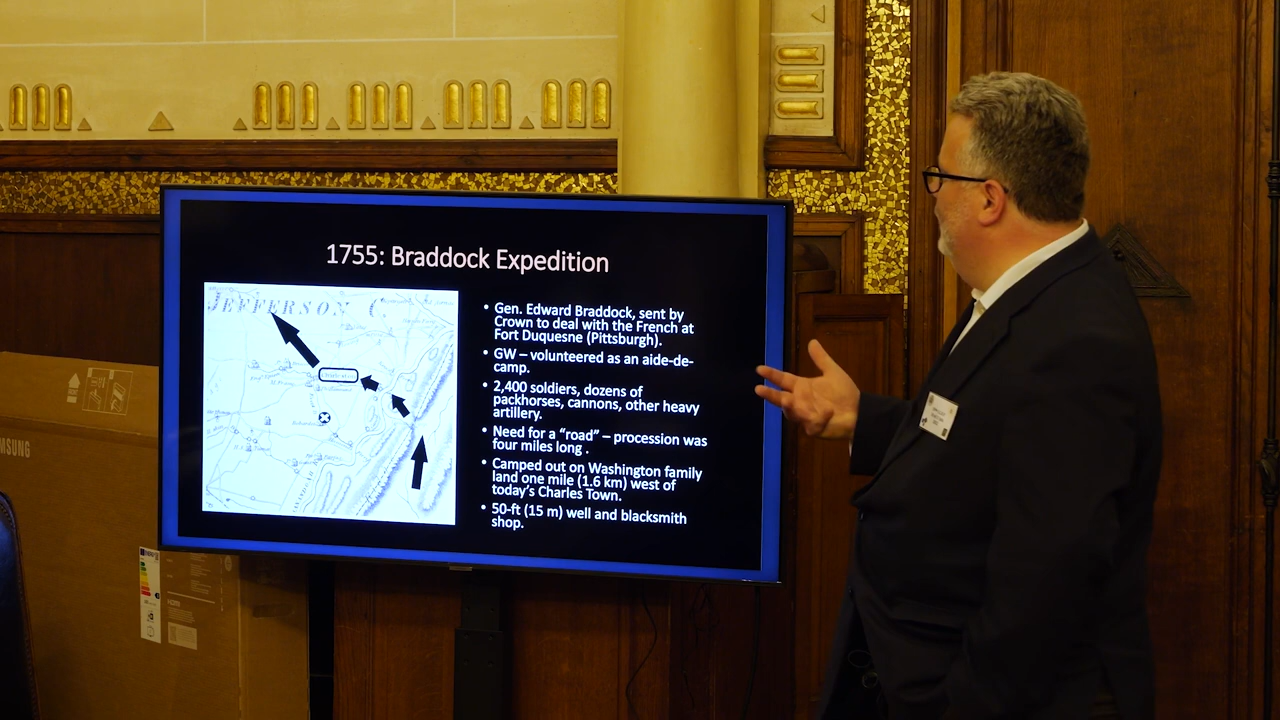 1755: Braddock Expedition
JEFFERSON C.
• Gen. Edward Braddock, sent by
Crown to deal with the French at
Fort Duquesne (Pittsburgh).
• GW – volunteered as an aide-de-
camp.
• 2,400 soldiers, dozens of
packhorses, cannons, other heavy
artillery.
• Need for a “road” – procession was
four miles long .
• Camped out on Washington family
land one mile (1.6 km) west of
today’s Charles Town.
• 50-ft (15 m) well and blacksmith
shop.
SAMSUNG